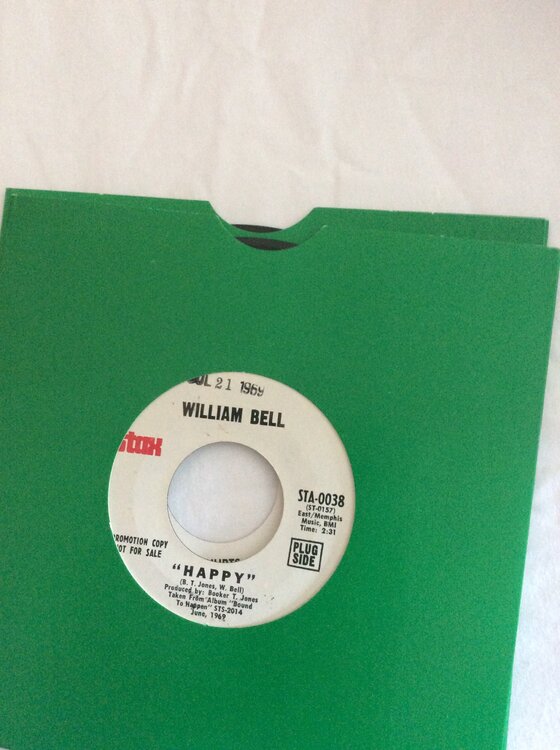 JUL 21 1969
WILLIAM BELL
stax
STA-0038
(ST-0157)
East/Memphis
Music, BMI
Time: 2:31
PROMOTION COPY
NOT FOR SALE
PLUG
SIDE
"HAPPY"
(B. T. Jones, W. Bell)
Produced by: Booker T. Jones
Taken From Album "Bound
To Happen" STS-2014
June, 1969